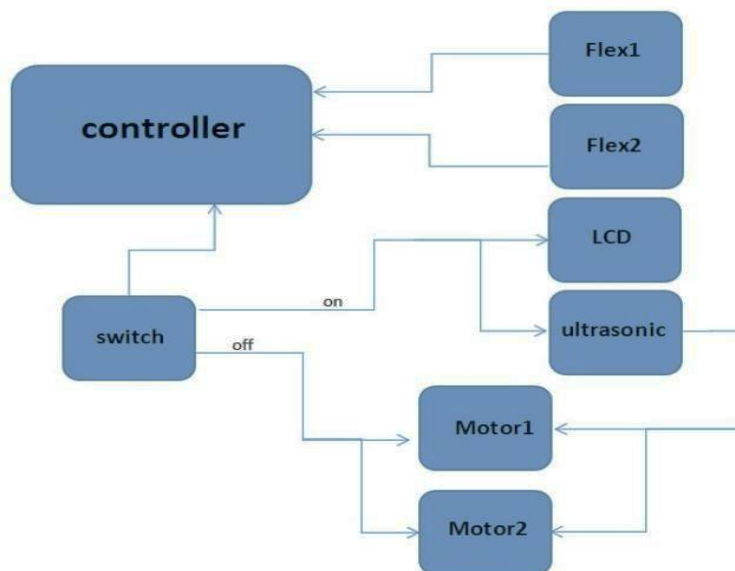 Flex1
controller
Flex2
LCD
on
switch
ultrasonic
off
Motor1
Motor2